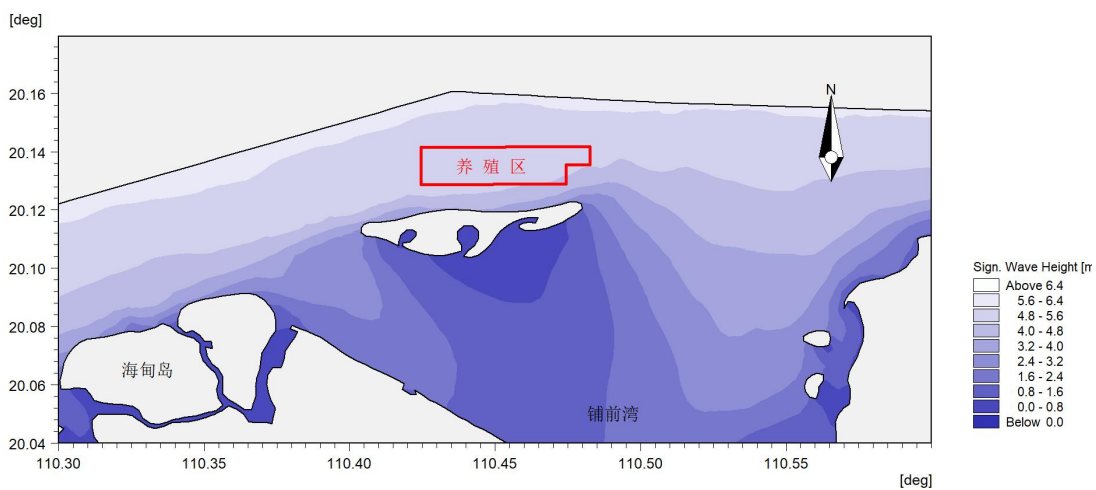 [deg]
20.16
20.14
20.12
20.10
20.08
20.06
20.04
110.30
110.35
110.40
110.45
110.50
110.55
[deg]
N
养殖区
海甸岛
铺前湾
Sign. Wave Height [m
Above 6.4
5.6 - 6.4
4.8 - 5.6
4.0 - 4.8
3.2 - 4.0
2.4 - 3.2
1.6 - 2.4
0.8 - 1.6
0.0 - 0.8
Below 0.0